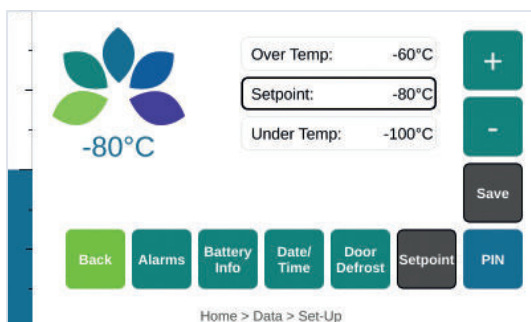 Over Temp: -60°C
Setpoint: -80°C
Under Temp: -100°C
+
-
-80°C
Save
Back
Alarms
Battery
Info
Date/
Time
Door
Defrost
Setpoint
PIN
Home > Data > Set-Up